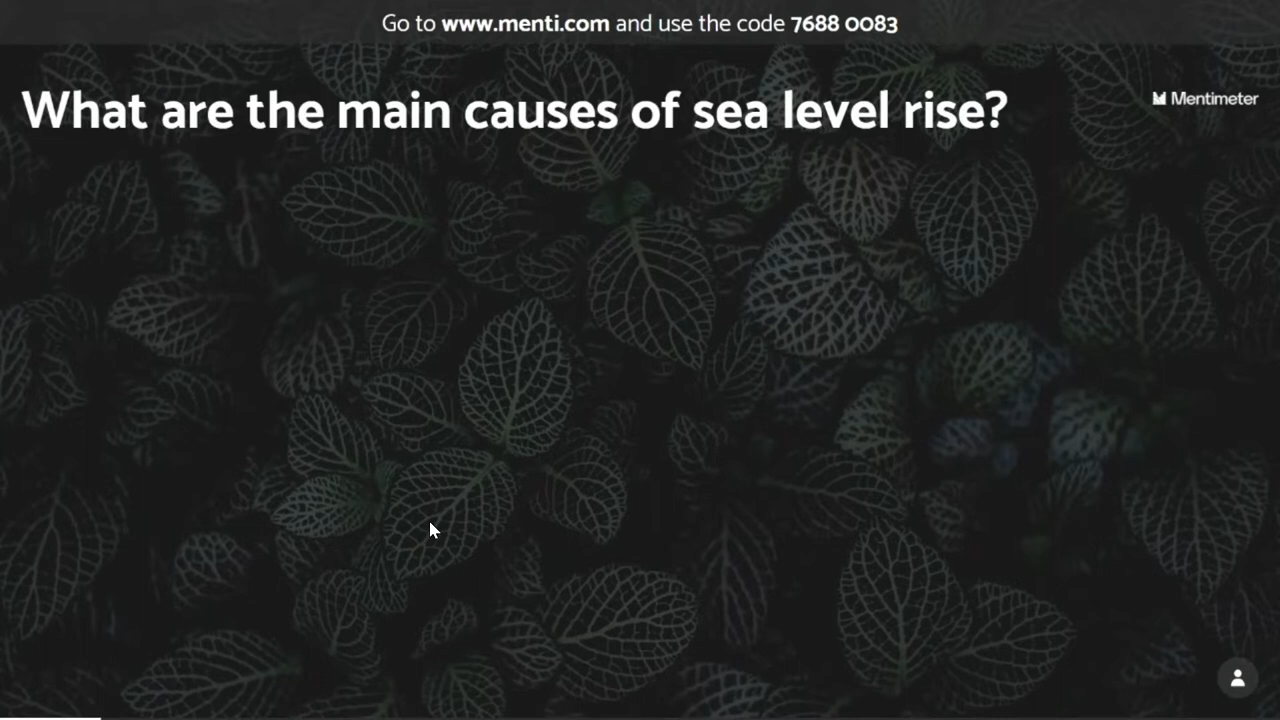 Go to www.menti.com and use the code 7688 0083
What are the main causes of sea level rise?
Mentimeter